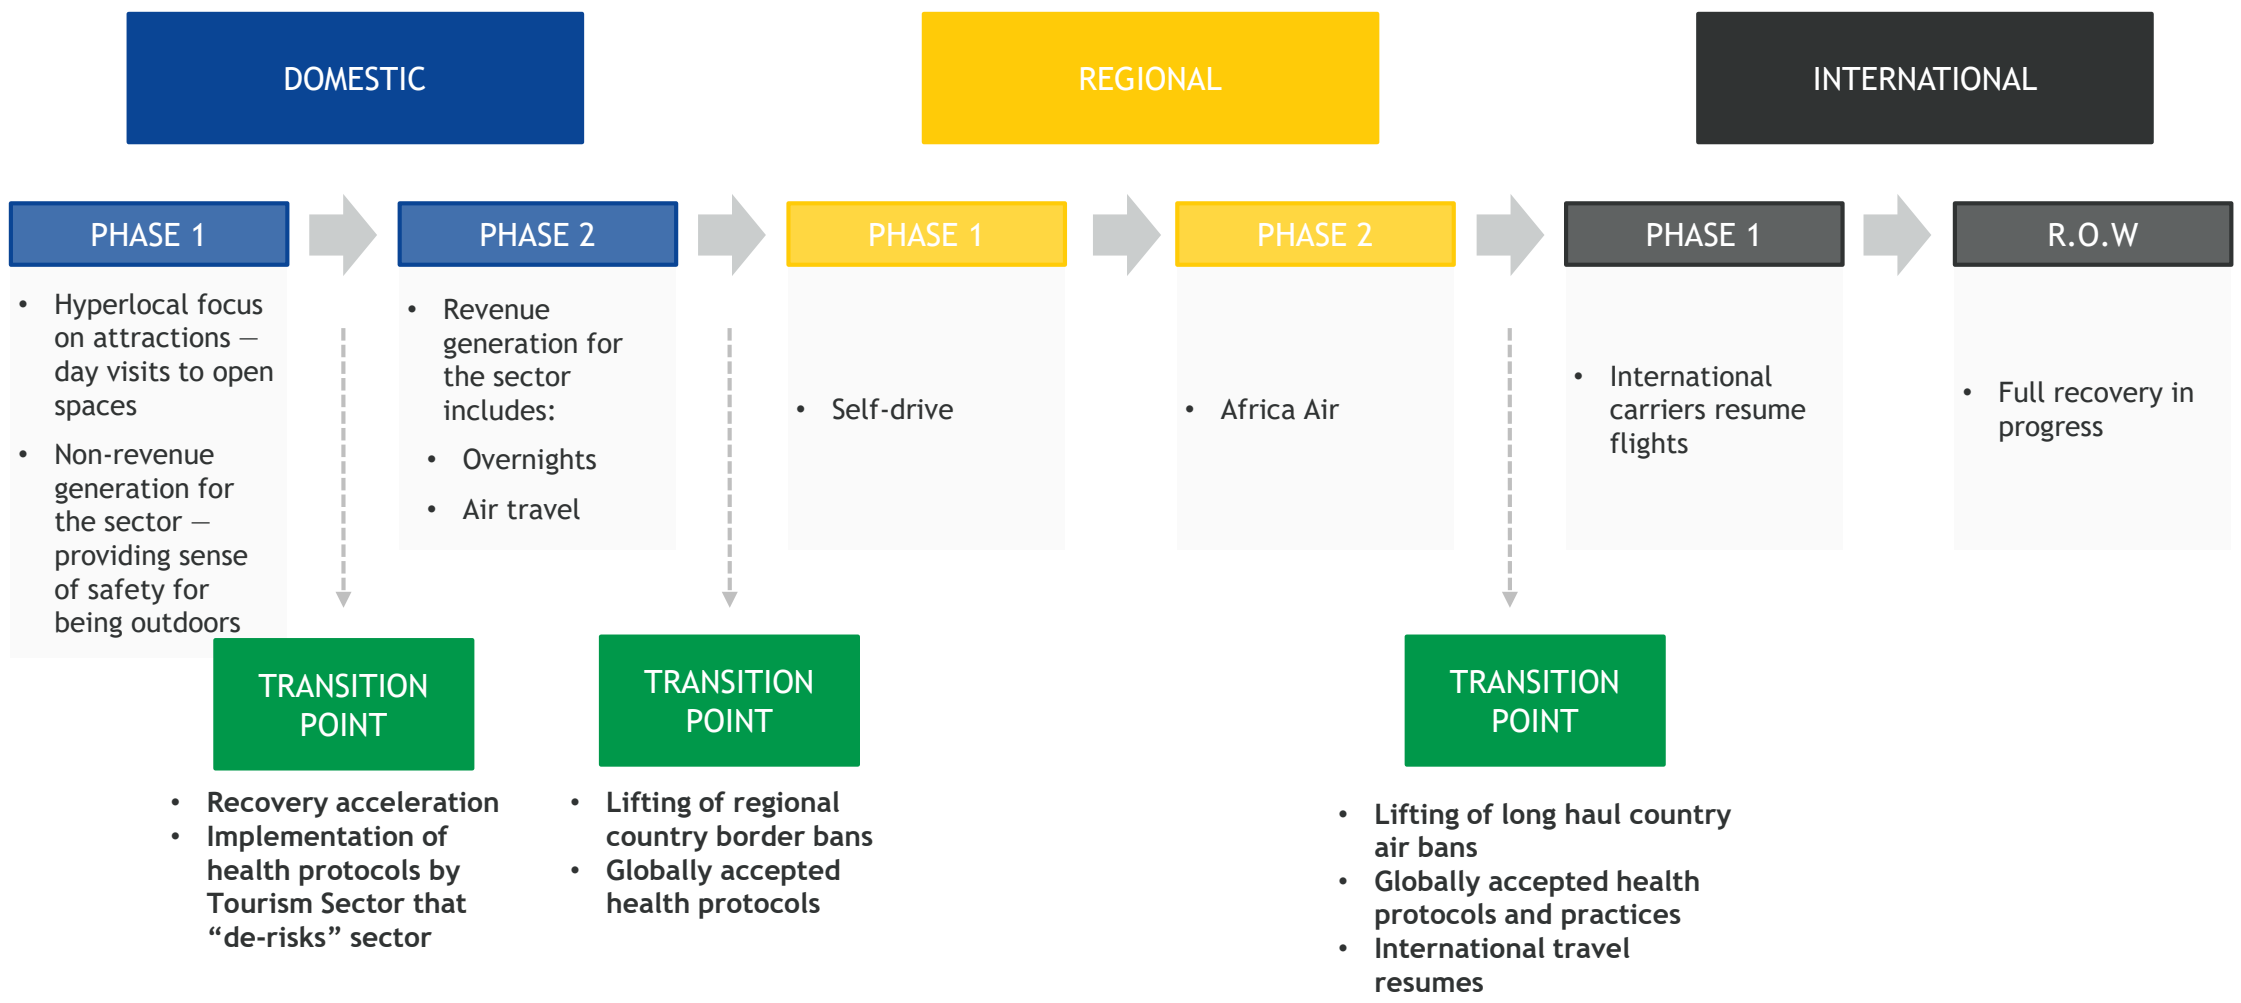 DOMESTIC
REGIONAL
INTERNATIONAL
PHASE 1
PHASE 2
PHASE 1
PHASE 2
PHASE 1
R.O.W
• Hyperlocal focus
on attractions —
day visits to open
spaces
• Non-revenue
generation for
the sector —
providing sense
of safety for
being outdoors
• Revenue
generation for
the sector
includes:
• Overnights
• Air travel
• Self-drive
• Africa Air
• International
carriers resume
flights
• Full recovery in
progress
TRANSITION
POINT
• Recovery acceleration
• Implementation of
health protocols by
Tourism Sector that
“de-risks” sector
TRANSITION
POINT
• Lifting of regional
country border bans
• Globally accepted
health protocols
TRANSITION
POINT
• Lifting of long haul country
air bans
• Globally accepted health
protocols and practices
• International travel
resumes